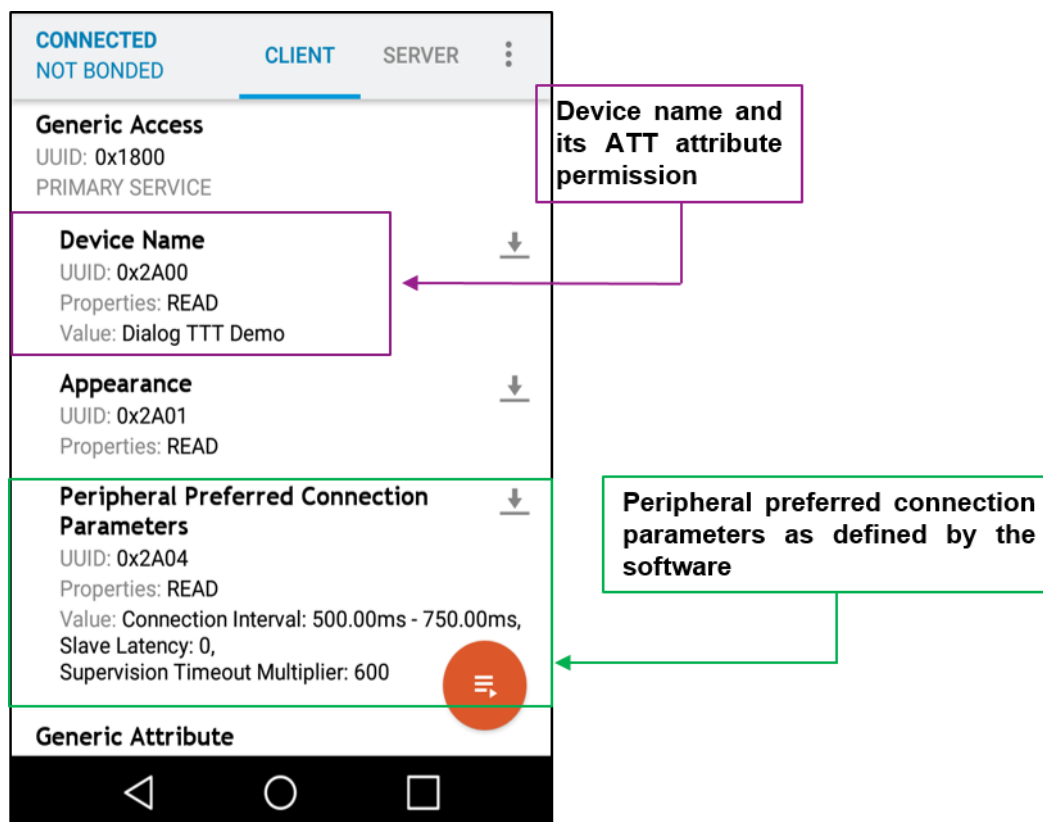 CONNECTED
NOT BONDED
CLIENT
SERVER
Generic Access
UUID: 0x1800
PRIMARY SERVICE
Device name and
its ATT attribute
permission
Device Name
UUID: 0x2A00
Properties: READ
Value: Dialog TTT Demo
Appearance
UUID: 0x2A01
Properties: READ
Peripheral Preferred Connection
Parameters
UUID: 0x2A04
Properties: READ
Value: Connection Interval: 500.00ms - 750.00ms,
Slave Latency: 0,
Supervision Timeout Multiplier: 600
Peripheral preferred connection
parameters as defined by the
software
Generic Attribute